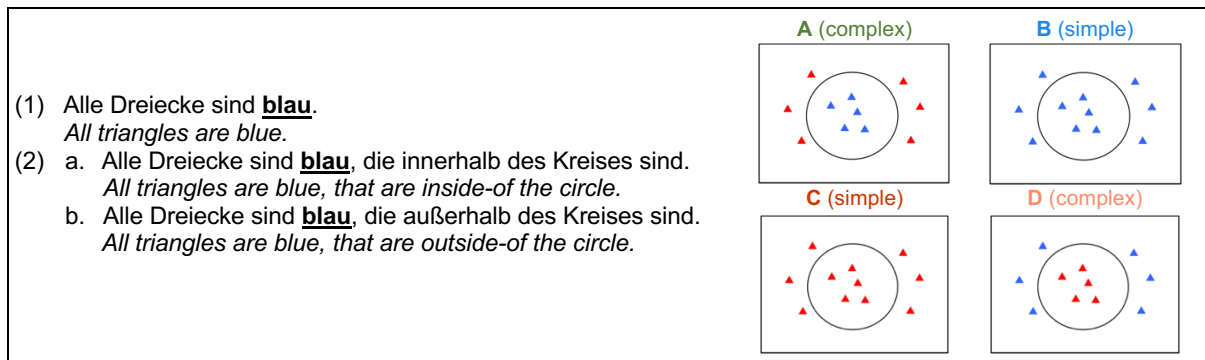 A (complex)
B (simple)
(1) Alle Dreiecke sind blau.
All triangles are blue.
(2) a. Alle Dreiecke sind blau, die innerhalb des Kreises sind.
All triangles are blue, that are inside-of the circle.
b. Alle Dreiecke sind blau, die außerhalb des Kreises sind.
All triangles are blue, that are outside-of the circle.
C (simple)
D (complex)